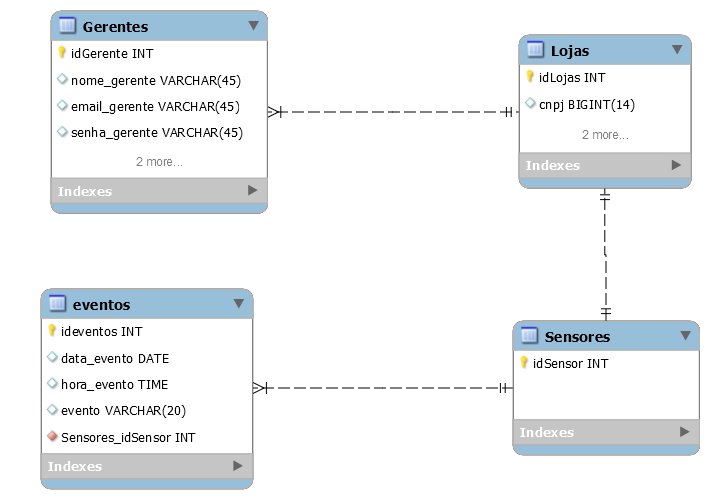 Gerentes
idGerente INT
nome_gerente VARCHAR(45)
email_gerente VARCHAR(45)
senha_gerente VARCHAR(45)
2 more...
Indexes
Lojas
idLojas INT
cnpj BIGINT(14)
2 more...
Indexes
eventos
ideventos INT
data_evento DATE
hora_evento TIME
evento VARCHAR(20)
Sensores_idSensor INT
Indexes
Sensores
idSensor INT
Indexes